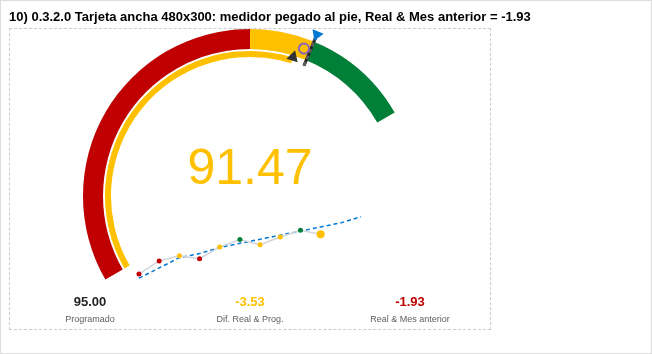 10) 0.3.2.0 Tarjeta ancha 480x300: medidor pegado al pie, Real & Mes anterior = -1.93
91.47
95.00 -3.53 -1.93
Programado Dif. Real & Prog. Real & Mes anterior